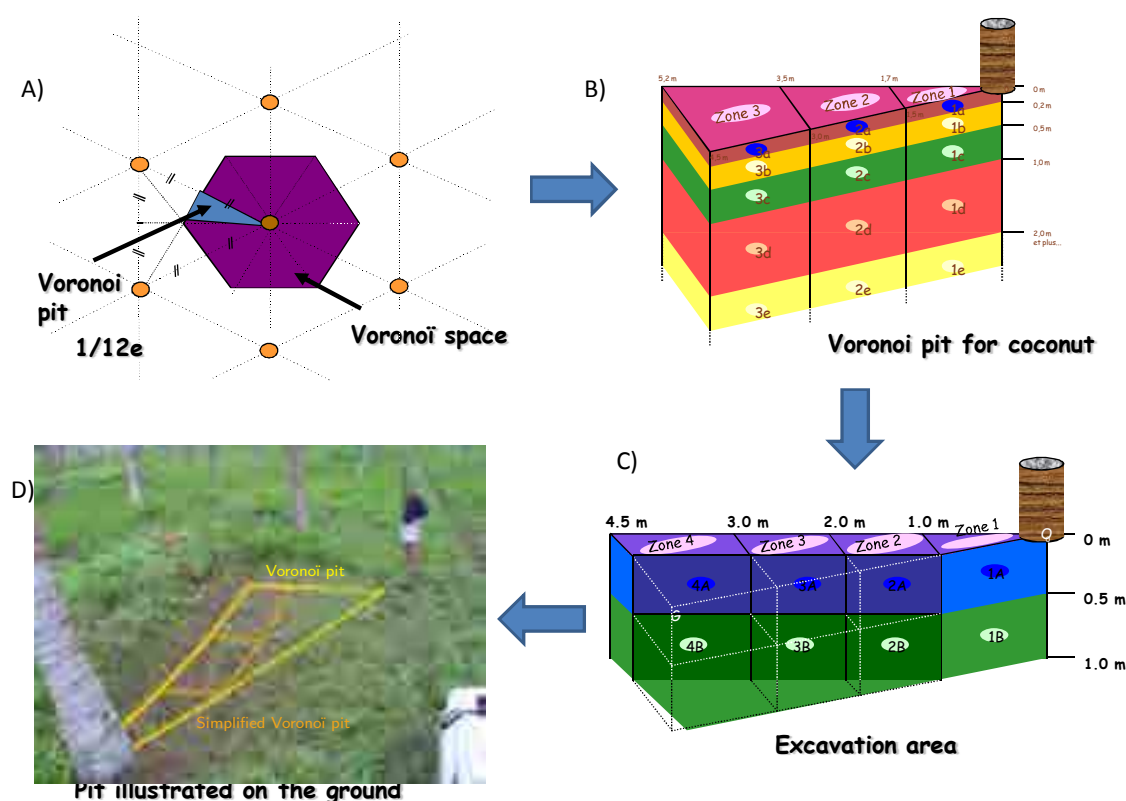 A)
Voronoi
pit
1/12e
Voronoï space
B)
5,2 m
3,5 m
1,7 m
0 m
0,2 m
0,5 m
1,0 m
2,0 m
et plus...
Zone 3
Zone 2
Zone 1
3a
2a
1a
3b
2b
1b
3c
2c
1c
3d
2d
1d
3e
2e
1e
Voronoi pit for coconut
C)
4.5 m
3.0 m
2.0 m
1.0 m
Zone 4
Zone 3
Zone 2
Zone 1
Q
0 m
0.5 m
1.0 m
4A
3A
2A
1A
G
4B
3B
2B
1B
Excavation area
D)
Voronoï pit
Simplified Voronoï pit
Pit illustrated on the ground